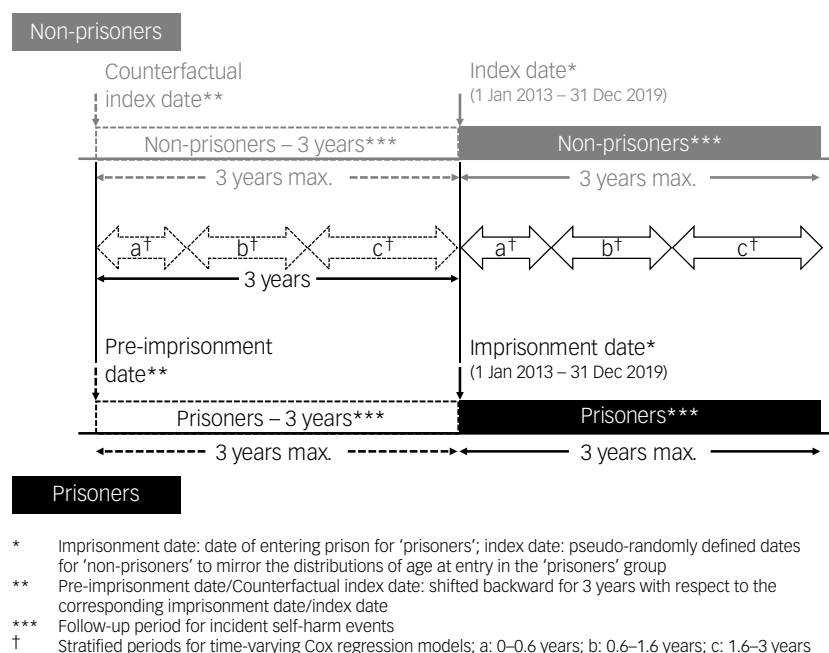 Non-prisoners
Counterfactual
index date**
Index date*
(1 Jan 2013 – 31 Dec 2019)
Non-prisoners – 3 years***
Non-prisoners***
3 years max.
3 years max.
a†
b†
c†
a†
b†
c†
3 years
Pre-imprisonment
date**
Imprisonment date*
(1 Jan 2013 – 31 Dec 2019)
Prisoners – 3 years***
Prisoners***
3 years max.
3 years max.
Prisoners
* Imprisonment date: date of entering prison for ‘prisoners’; index date: pseudo-randomly defined dates
for ‘non-prisoners’ to mirror the distributions of age at entry in the ‘prisoners’ group
** Pre-imprisonment date/Counterfactual index date: shifted backward for 3 years with respect to the
corresponding imprisonment date/index date
*** Follow-up period for incident self-harm events
† Stratified periods for time-varying Cox regression models; a: 0–0.6 years; b: 0.6–1.6 years; c: 1.6–3 years